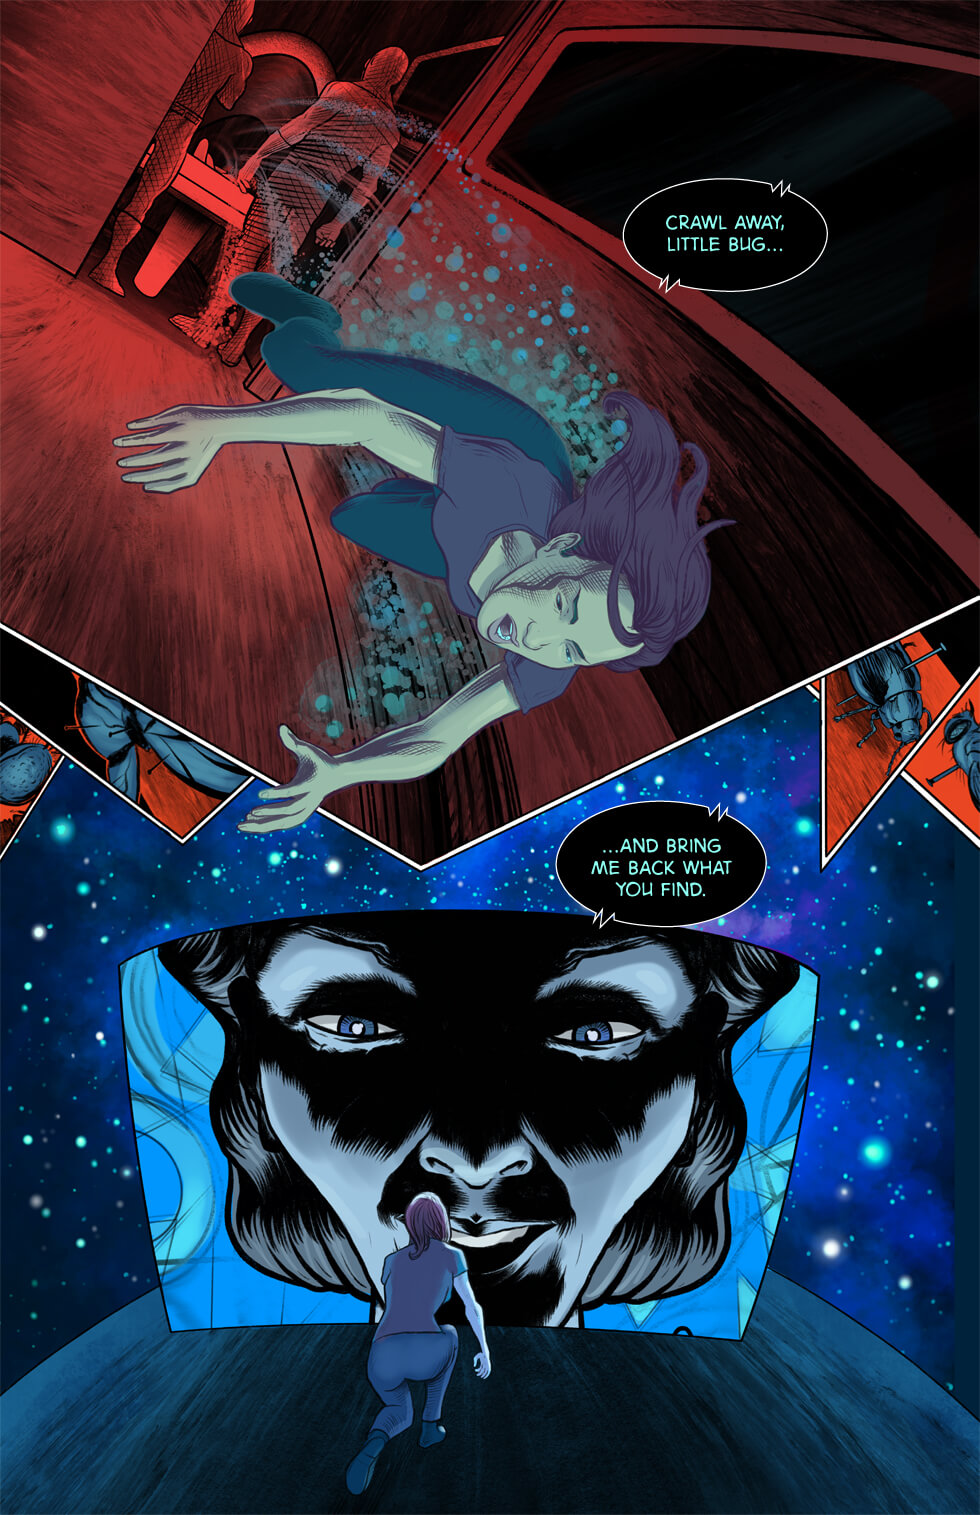 CRAWL AWAY,
LITTLE BUG...
...AND BRING
ME BACK WHAT
YOU FIND.